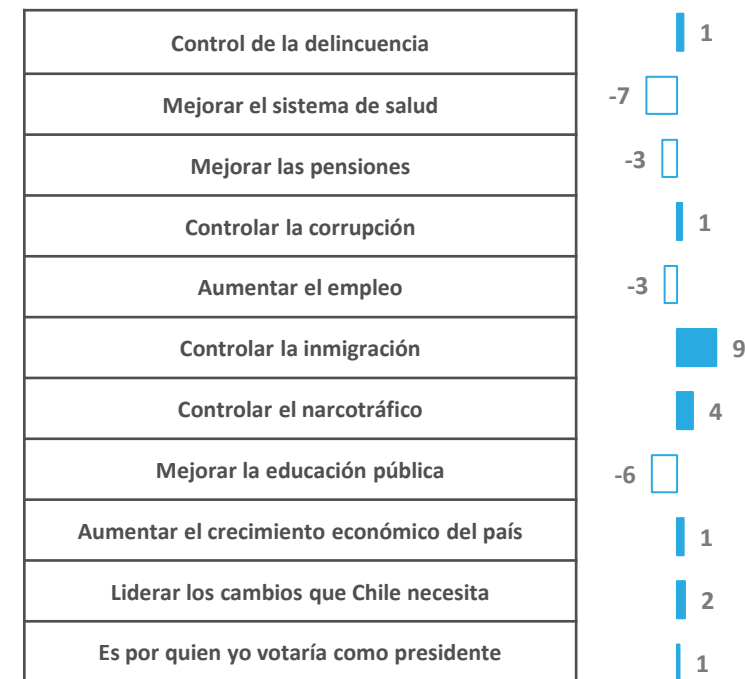 Control de la delincuencia 1
Mejorar el sistema de salud -7
Mejorar las pensiones -3
Controlar la corrupción 1
Aumentar el empleo -3
Controlar la inmigración 9
Controlar el narcotráfico 4
Mejorar la educación pública -6
Aumentar el crecimiento económico del país 1
Liderar los cambios que Chile necesita 2
Es por quien yo votaría como presidente 1